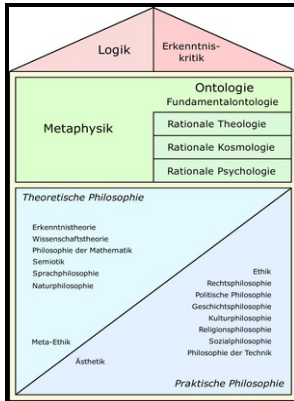 Logik
Erkenntnis-
kritik
Metaphysik
Ontologie
Fundamentalontologie
Rationale Theologie
Rationale Kosmologie
Rationale Psychologie
Theoretische Philosophie
Erkenntnistheorie
Wissenschaftstheorie
Philosophie der Mathematik
Semiotik
Sprachphilosophie
Naturphilosophie
Meta-Ethik
Ästhetik
Ethik
Rechtsphilosophie
Politische Philosophie
Geschichtsphilosophie
Kulturphilosophie
Religionsphilosophie
Sozialphilosophie
Philosophie der Technik
Praktische Philosophie